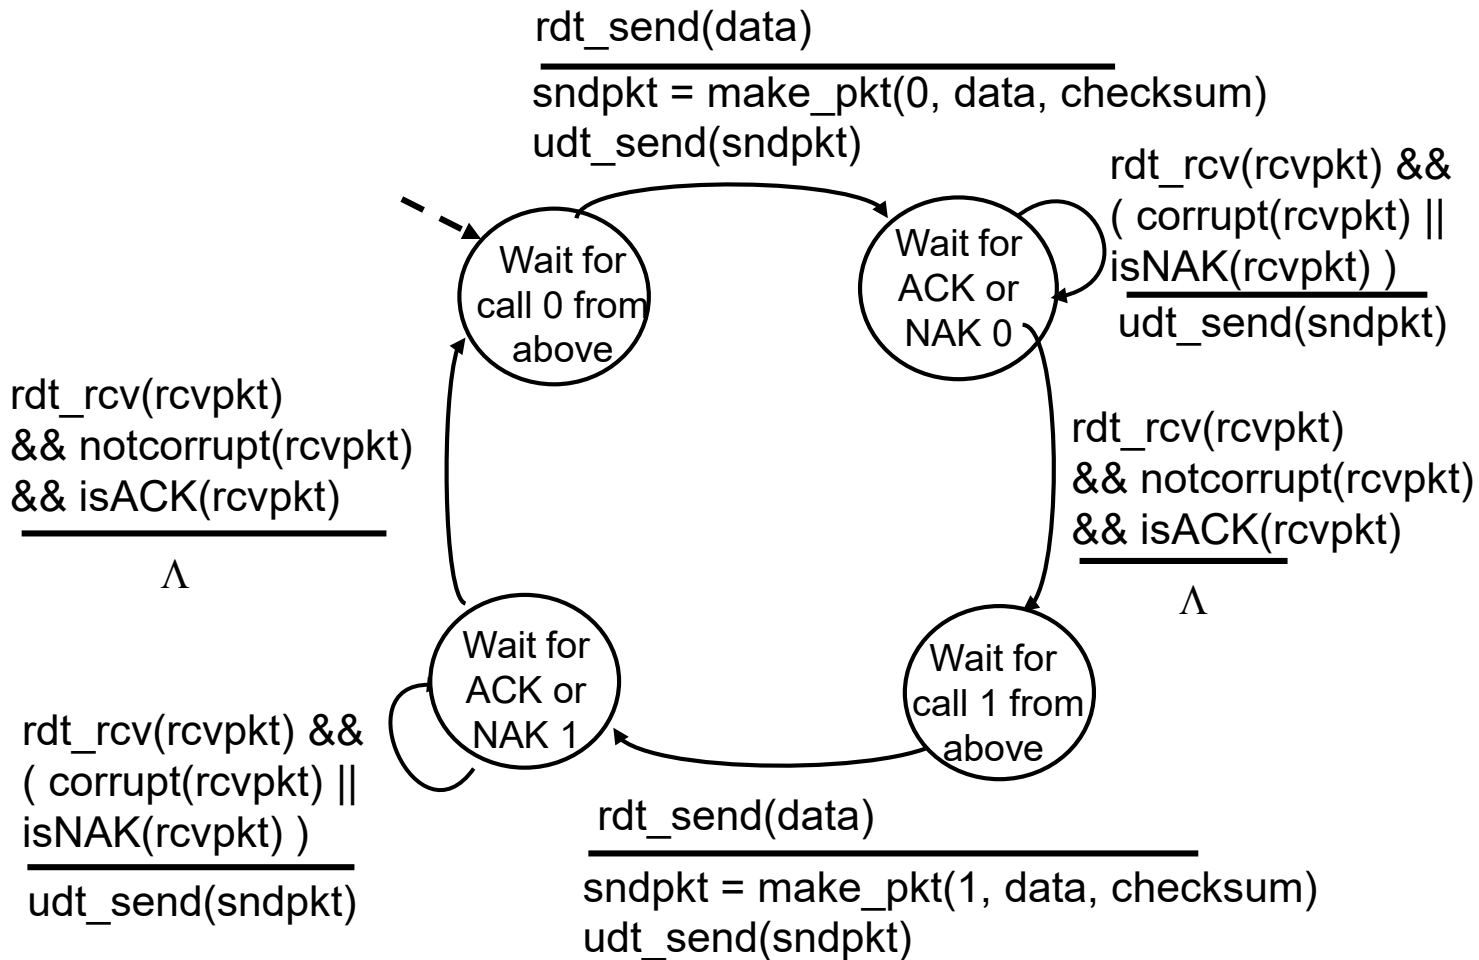 rdt_send(data)
sndpkt = make_pkt(0, data, checksum)
udt_send(sndpkt)
rdt_rcv(rcvpkt) &&
( corrupt(rcvpkt) ||
isNAK(rcvpkt) )
udt_send(sndpkt)
Wait for
call 0 from
above
Wait for
ACK or
NAK 0
rdt_rcv(rcvpkt)
&& notcorrupt(rcvpkt)
&& isACK(rcvpkt)
Λ
rdt_rcv(rcvpkt)
&& notcorrupt(rcvpkt)
&& isACK(rcvpkt)
Λ
Wait for
ACK or
NAK 1
Wait for
call 1 from
above
rdt_rcv(rcvpkt) &&
( corrupt(rcvpkt) ||
isNAK(rcvpkt) )
udt_send(sndpkt)
rdt_send(data)
sndpkt = make_pkt(1, data, checksum)
udt_send(sndpkt)